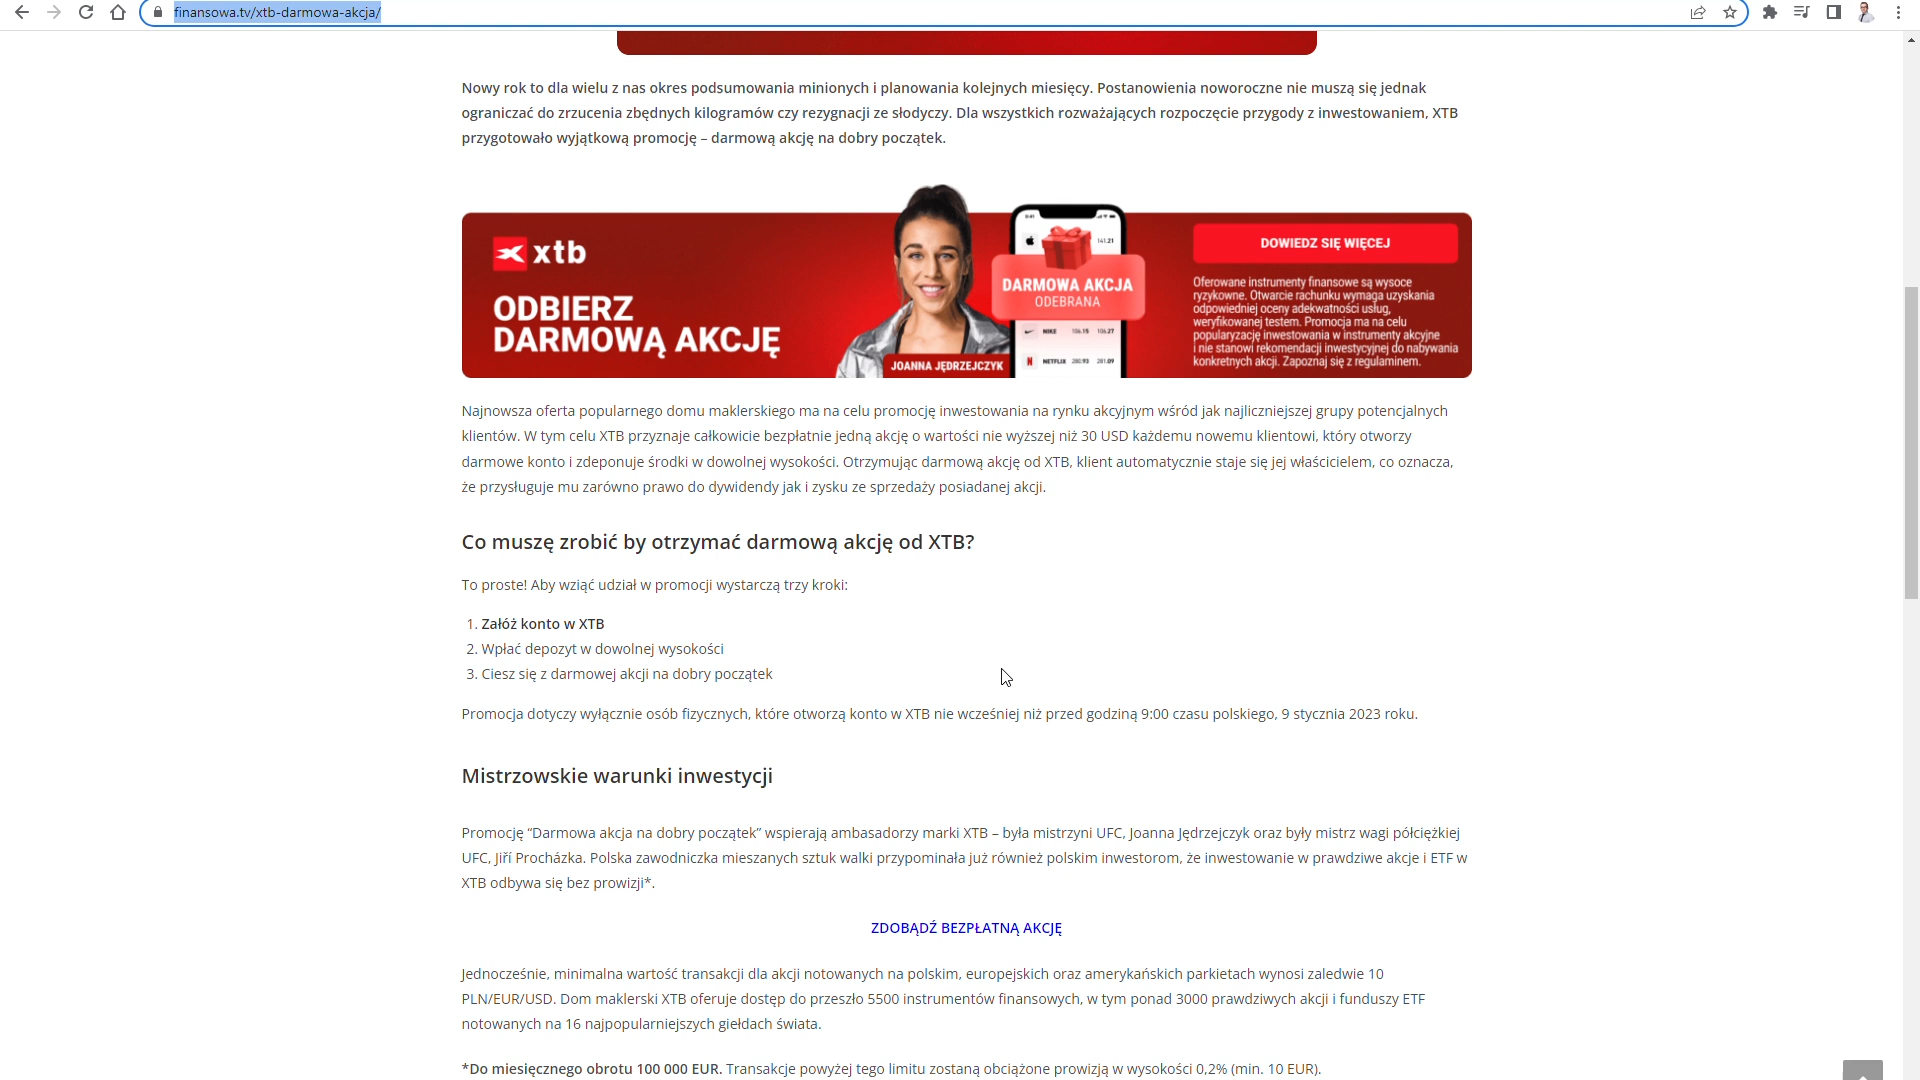 finansowa.tv/xtb-darmowa-akcja/
Nowy rok to dla wielu z nas okres podsumowania minionych i planowania kolejnych miesięcy. Postanowienia noworoczne nie muszą się jednak
ograniczać do zrzucenia zbędnych kilogramów czy rezygnacji ze słodyczy. Dla wszystkich rozważających rozpoczęcie przygody z inwestowaniem, XTB
przygotowało wyjątkową promocję – darmową akcję na dobry początek.
xtb
ODBIERZ
DARMOWĄ AKCJĘ
JOANNA JĘDRZEJCZYK
141.21
DARMOWA AKCJA
ODEBRANA
NIKE 106.15 106.27
NETFLIX 280.93 281.09
DOWIEDZ SIĘ WIĘCEJ
Oferowane instrumenty finansowe są wysoce
ryzykowne. Otwarcie rachunku wymaga uzyskania
odpowiedniej oceny adekwatności usług,
weryfikowanej testem. Promocja ma na celu
popularyzację inwestowania w instrumenty akcyjne
i nie stanowi rekomendacji inwestycyjnej do nabywania
konkretnych akcji. Zapoznaj się z regulaminem.
Najnowsza oferta popularnego domu maklerskiego ma na celu promocję inwestowania na rynku akcyjnym wśród jak najliczniejszej grupy potencjalnych
klientów. W tym celu XTB przyznaje całkowicie bezpłatnie jedną akcję o wartości nie wyższej niż 30 USD każdemu nowemu klientowi, który otworzy
darmowe konto i zdeponuje środki w dowolnej wysokości. Otrzymując darmową akcję od XTB, klient automatycznie staje się jej właścicielem, co oznacza,
że przysługuje mu zarówno prawo do dywidendy jak i zysku ze sprzedaży posiadanej akcji.
Co muszę zrobić by otrzymać darmową akcję od XTB?
To proste! Aby wziąć udział w promocji wystarczą trzy kroki:
1. Załóż konto w XTB
2. Wpłać depozyt w dowolnej wysokości
3. Ciesz się z darmowej akcji na dobry początek
Promocja dotyczy wyłącznie osób fizycznych, które otworzą konto w XTB nie wcześniej niż przed godziną 9:00 czasu polskiego, 9 stycznia 2023 roku.
Mistrzowskie warunki inwestycji
Promocję “Darmowa akcja na dobry początek” wspierają ambasadorzy marki XTB – była mistrzyni UFC, Joanna Jędrzejczyk oraz były mistrz wagi półciężkiej
UFC, Jiří Procházka. Polska zawodniczka mieszanych sztuk walki przypominała już również polskim inwestorom, że inwestowanie w prawdziwe akcje i ETF w
XTB odbywa się bez prowizji*.
ZDOBĄDŹ BEZPŁATNĄ AKCJĘ
Jednocześnie, minimalna wartość transakcji dla akcji notowanych na polskim, europejskich oraz amerykańskich parkietach wynosi zaledwie 10
PLN/EUR/USD. Dom maklerski XTB oferuje dostęp do przeszło 5500 instrumentów finansowych, w tym ponad 3000 prawdziwych akcji i funduszy ETF
notowanych na 16 najpopularniejszych giełdach świata.
*Do miesięcznego obrotu 100 000 EUR. Transakcje powyżej tego limitu zostaną obciążone prowizją w wysokości 0,2% (min. 10 EUR).